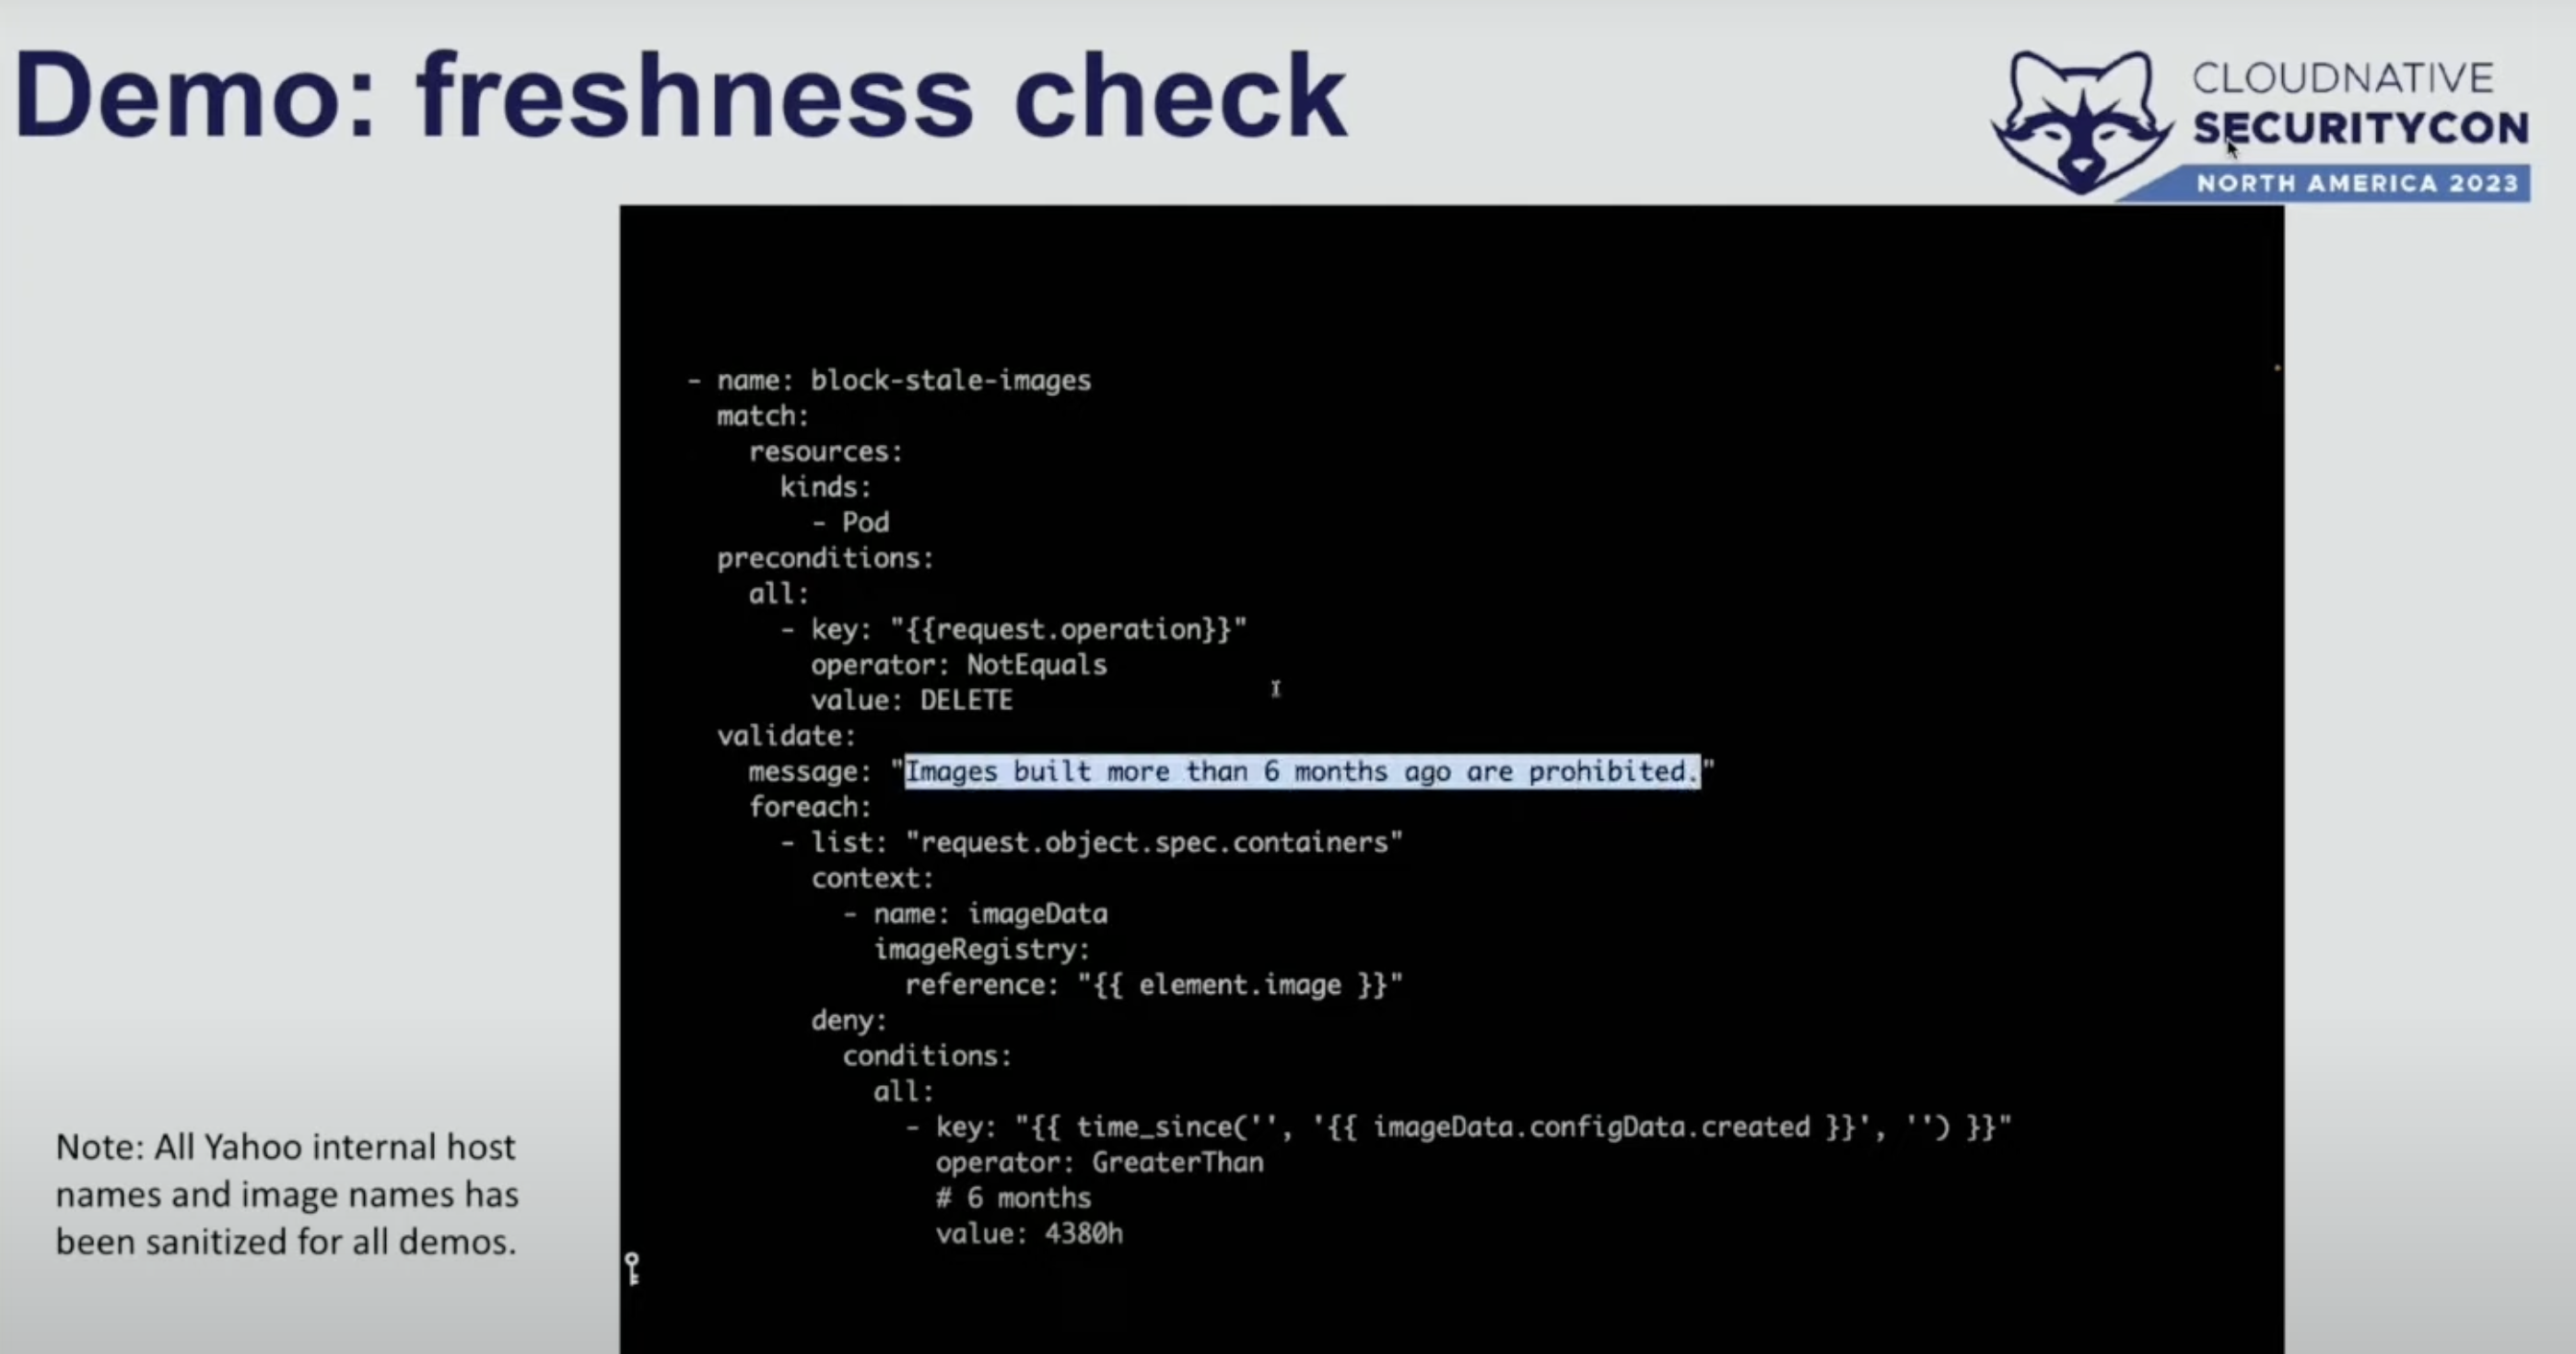 Demo: freshness check
CLOUDNATIVE
SECURITYCON
NORTH AMERICA 2023
- name: block-stale-images
match:
resources:
kinds:
- Pod
preconditions:
all:
- key: "{{request.operation}}"
operator: NotEquals
value: DELETE
validate:
message: "Images built more than 6 months ago are prohibited."
foreach:
- list: "request.object.spec.containers"
context:
- name: imageData
imageRegistry:
reference: "{{ element.image }}"
deny:
conditions:
all:
- key: "{{ time_since('', '{{ imageData.configData.created }}', '') }}"
operator: GreaterThan
# 6 months
value: 4380h
Note: All Yahoo internal host
names and image names has
been sanitized for all demos.